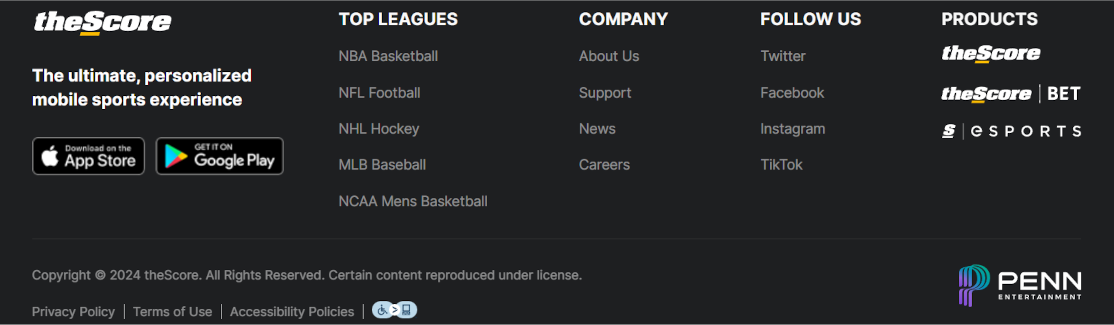 theScore
The ultimate, personalized
mobile sports experience
Download on the
App Store
GET IT ON
Google Play
TOP LEAGUES
NBA Basketball
NFL Football
NHL Hockey
MLB Baseball
NCAA Mens Basketball
COMPANY
About Us
Support
News
Careers
FOLLOW US
Twitter
Facebook
Instagram
TikTok
PRODUCTS
theScore
theScore | BET
S | eSPORTS
Copyright © 2024 theScore. All Rights Reserved. Certain content reproduced under license.
Privacy Policy | Terms of Use | Accessibility Policies |
PENN
ENTERTAINMENT